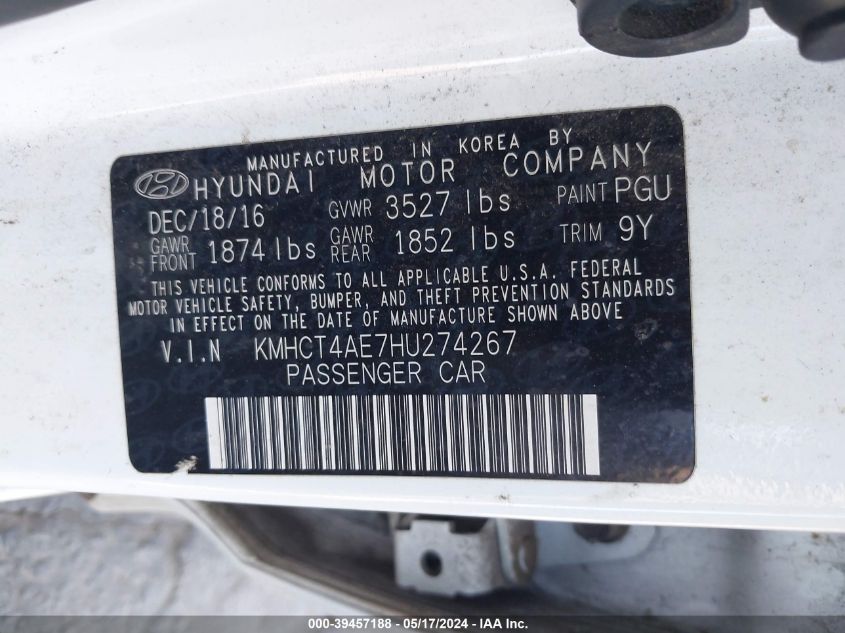 MANUFACTURED IN KOREA BY
HYUNDAI MOTOR COMPANY
DEC/18/16 GVWR 3527 lbs PAINT PGU
GAWR FRONT 1874 lbs GAWR REAR 1852 lbs TRIM 9Y
THIS VEHICLE CONFORMS TO ALL APPLICABLE U.S.A. FEDERAL
MOTOR VEHICLE SAFETY, BUMPER, AND THEFT PREVENTION STANDARDS
IN EFFECT ON THE DATE OF MANUFACTURE SHOWN ABOVE
V.I.N KMHCT4AE7HU274267
PASSENGER CAR
000-39457188 - 05/17/2024 - IAA Inc.